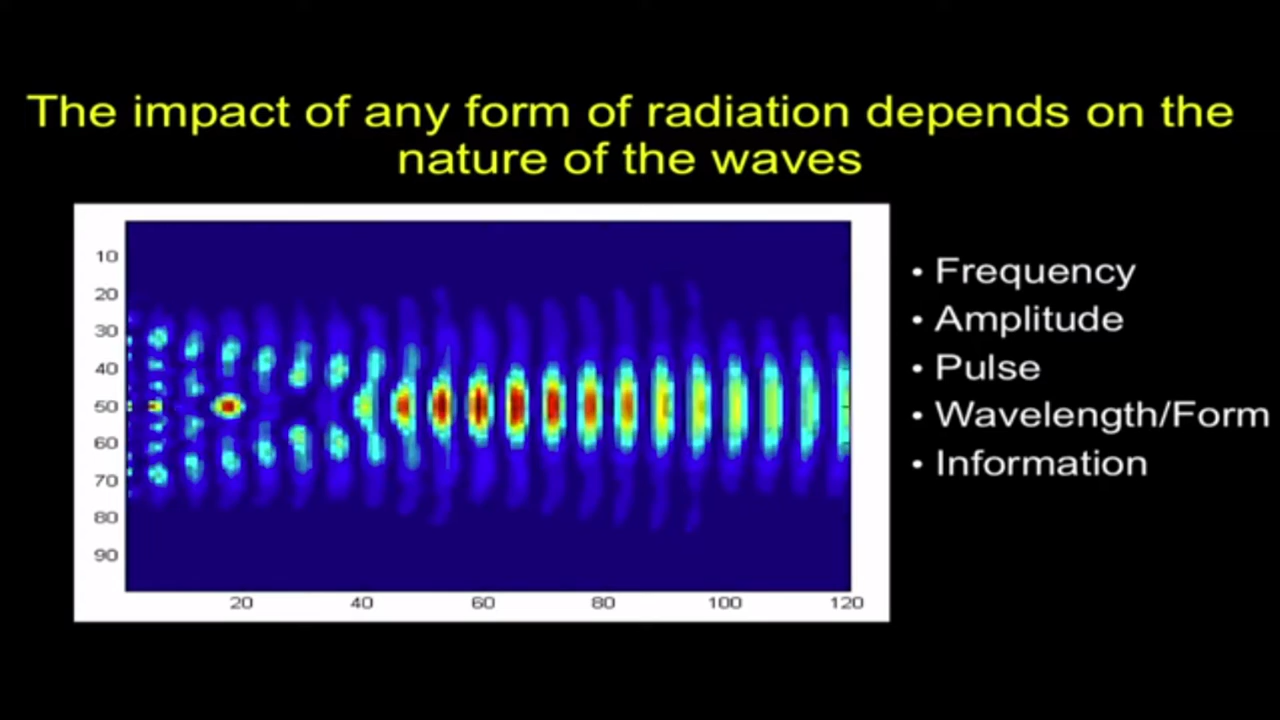 The impact of any form of radiation depends on the
nature of the waves
10
20
30
40
50
60
70
80
90
20 40 60 80 100 120
• Frequency
• Amplitude
• Pulse
• Wavelength/Form
• Information